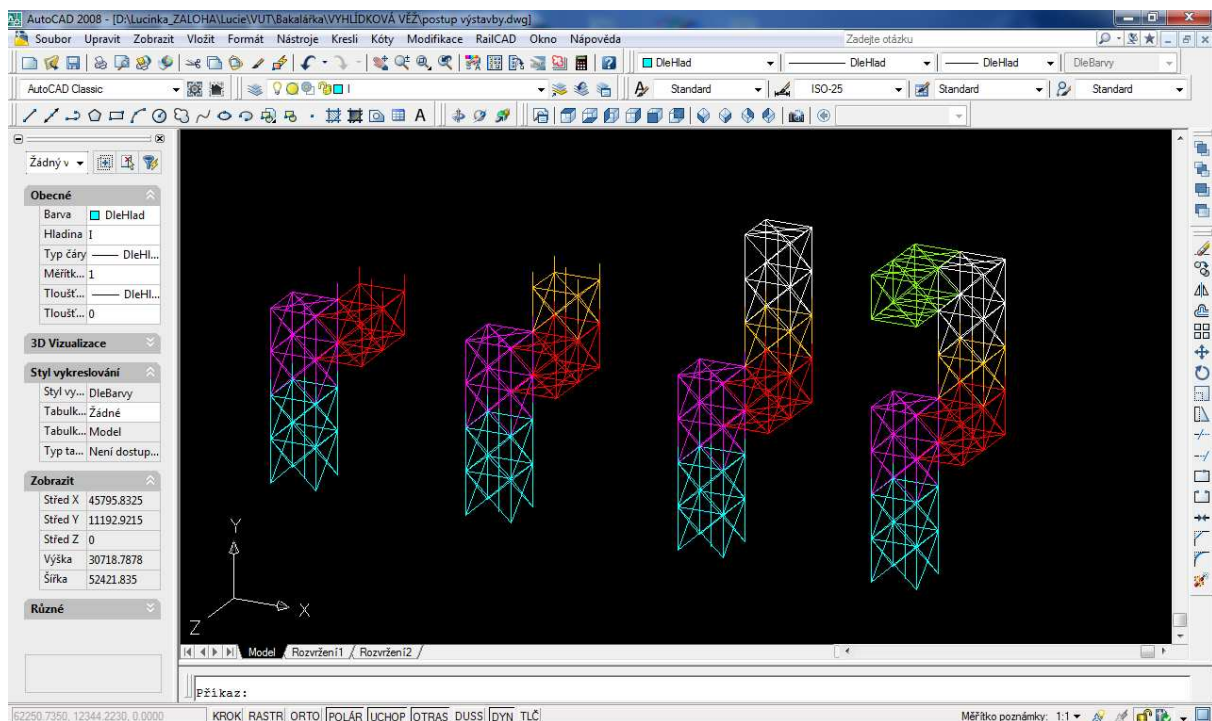 AutoCAD 2008 - [D:\Lucinka_ZALOHA\Lucie\VUT\Bakalářka\VYHLÍDKOVÁ VĚŽ\postup výstavby.dwg]
Soubor Upravit Zobrazit Vložit Formát Nástroje Kresli Kóty Modifikace RailCAD Okno Nápověda Zadejte otázku
DleHlad DleHlad DleHlad DleBarvy
AutoCAD Classic I Standard ISO-25 Standard Standard
A
Žádný v
Obecné
Barva DleHlad
Hladina I
Typ čáry DleHl...
Měřítk... 1
Tloušť... DleHl...
Tloušť... 0
3D Vizualizace
Styl vykreslování
Styl vy... DleBarvy
Tabulk... Žádné
Tabulk... Model
Typ ta... Není dostup...
Zobrazit
Střed X 45795.8325
Střed Y 11192.9215
Střed Z 0
Výška 30718.7878
Šířka 52421.835
Různé
Y
X
Z
Model Rozvržení1 Rozvržení2
Příkaz:
62250.7350, 12344.2230, 0.0000 KROK RASTR ORTO POLÁR UCHOP OTRAS DUSS DYN TLČ Měřítko poznámky: 1:1